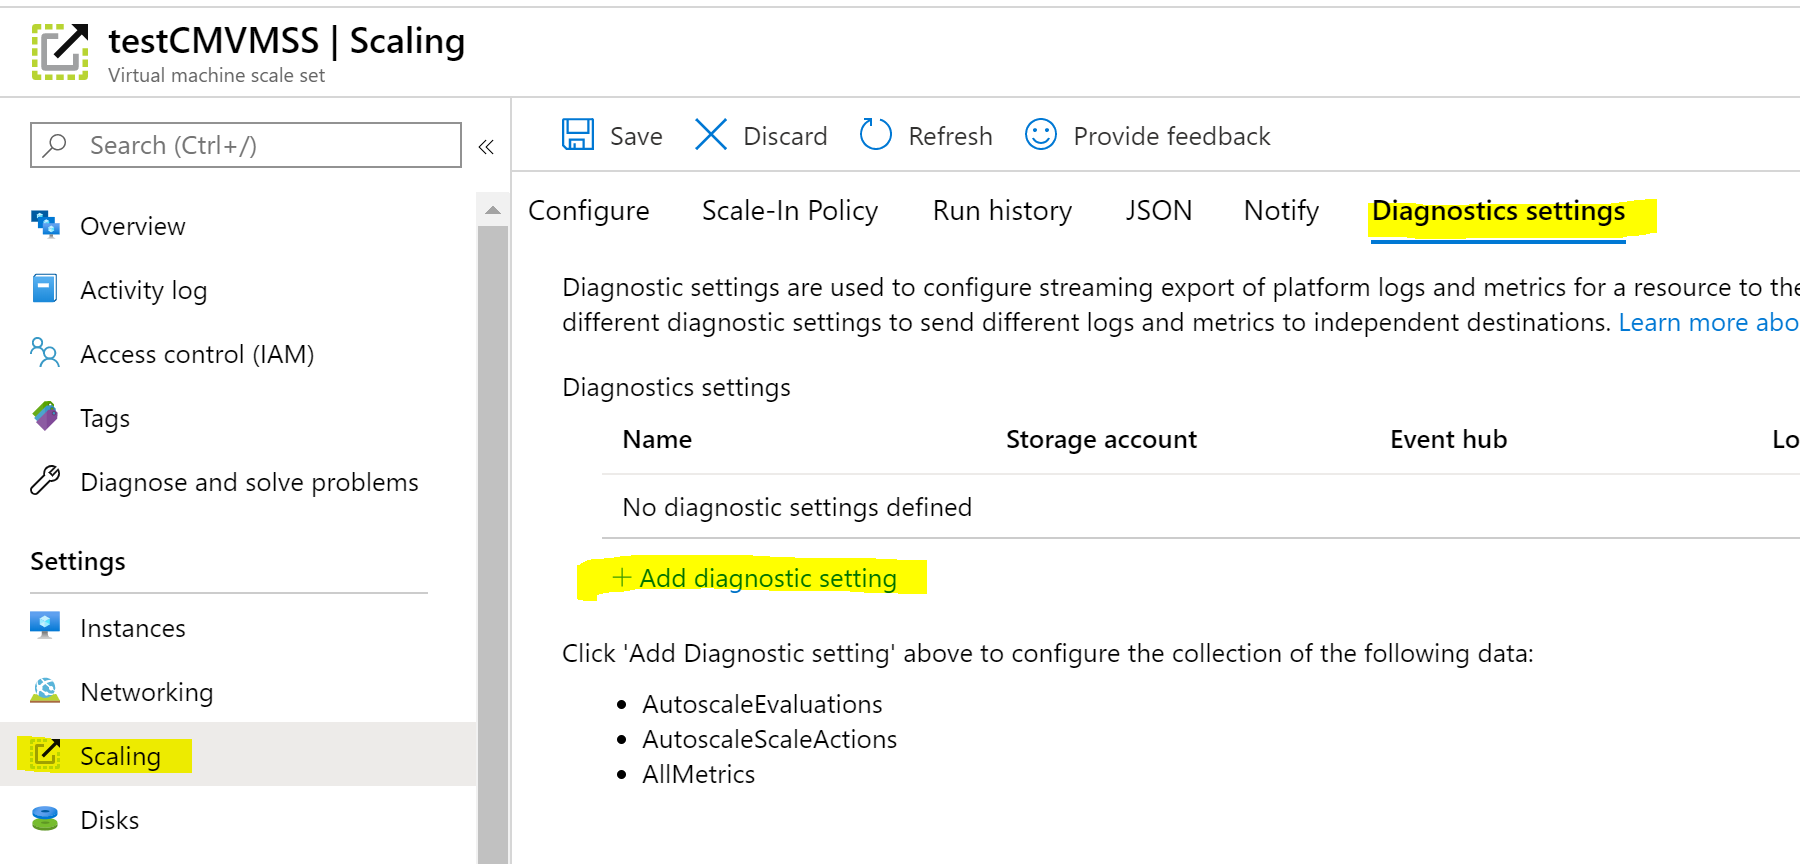 testCMVMSS | Scaling
Virtual machine scale set
Search (Ctrl+/)
Overview
Activity log
Access control (IAM)
Tags
Diagnose and solve problems
Settings
Instances
Networking
Scaling
Disks
Save Discard Refresh Provide feedback
Configure Scale-In Policy Run history JSON Notify Diagnostics settings
Diagnostic settings are used to configure streaming export of platform logs and metrics for a resource to the
different diagnostic settings to send different logs and metrics to independent destinations. Learn more abo
Diagnostics settings
Name Storage account Event hub Lo
No diagnostic settings defined
+ Add diagnostic setting
Click 'Add Diagnostic setting' above to configure the collection of the following data:
• AutoscaleEvaluations
• AutoscaleScaleActions
• AllMetrics